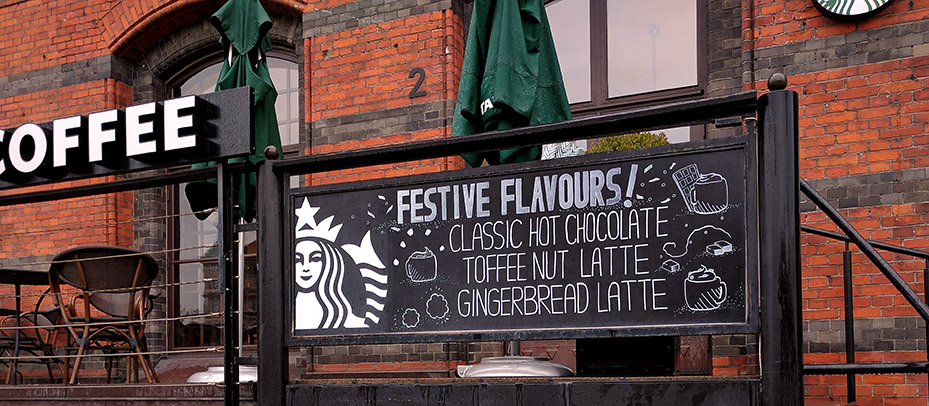 2
COFFEE
FESTIVE FLAVOURS!
CLASSIC HOT CHOCOLATE
TOFFEE NUT LATTE
GINGERBREAD LATTE